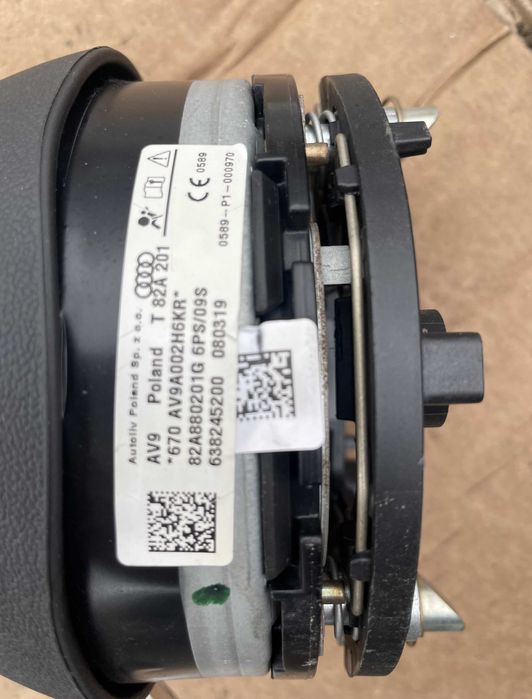 Autoliv Poland Sp. z o.o.
AV9 Poland T 82A 201
*670 AV9A002H6KR*
82A880201G 6PS/09S
638245200 080319
CE 0589
0589-P1-000970